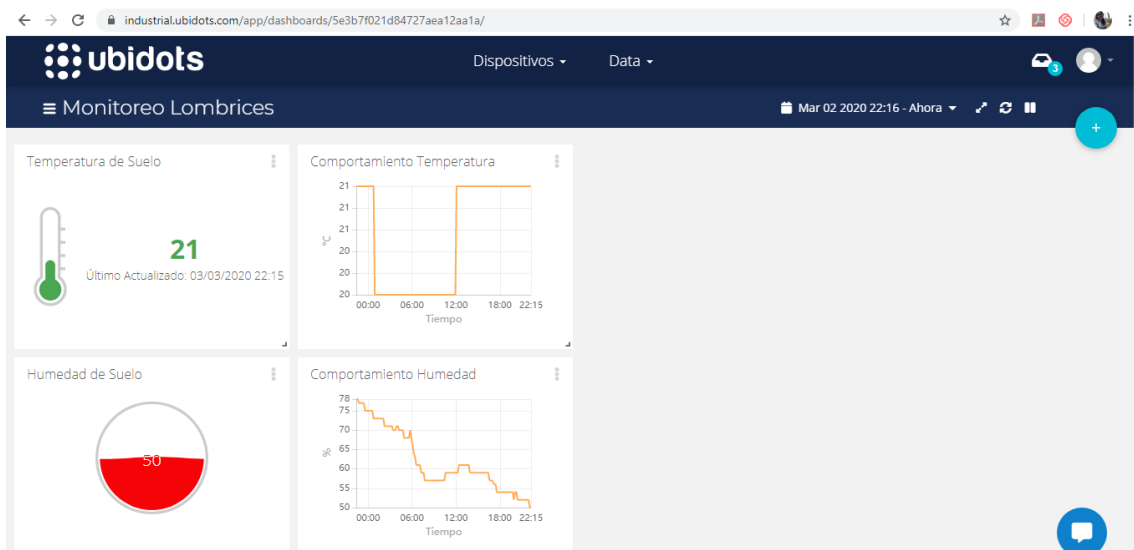 industrial.ubidots.com/app/dashboards/5e3b7f021d84727aea12aa1a/
ubidots
Dispositivos
Data
3
Monitoreo Lombrices
Mar 02 2020 22:16 - Ahora
+
Temperatura de Suelo
21
Último Actualizado: 03/03/2020 22:15
Comportamiento Temperatura
21
21
21
20
20
20
°C
00:00 06:00 12:00 18:00 22:15
Tiempo
Humedad de Suelo
50
Comportamiento Humedad
78
75
70
65
60
55
50
%
00:00 06:00 12:00 18:00 22:15
Tiempo